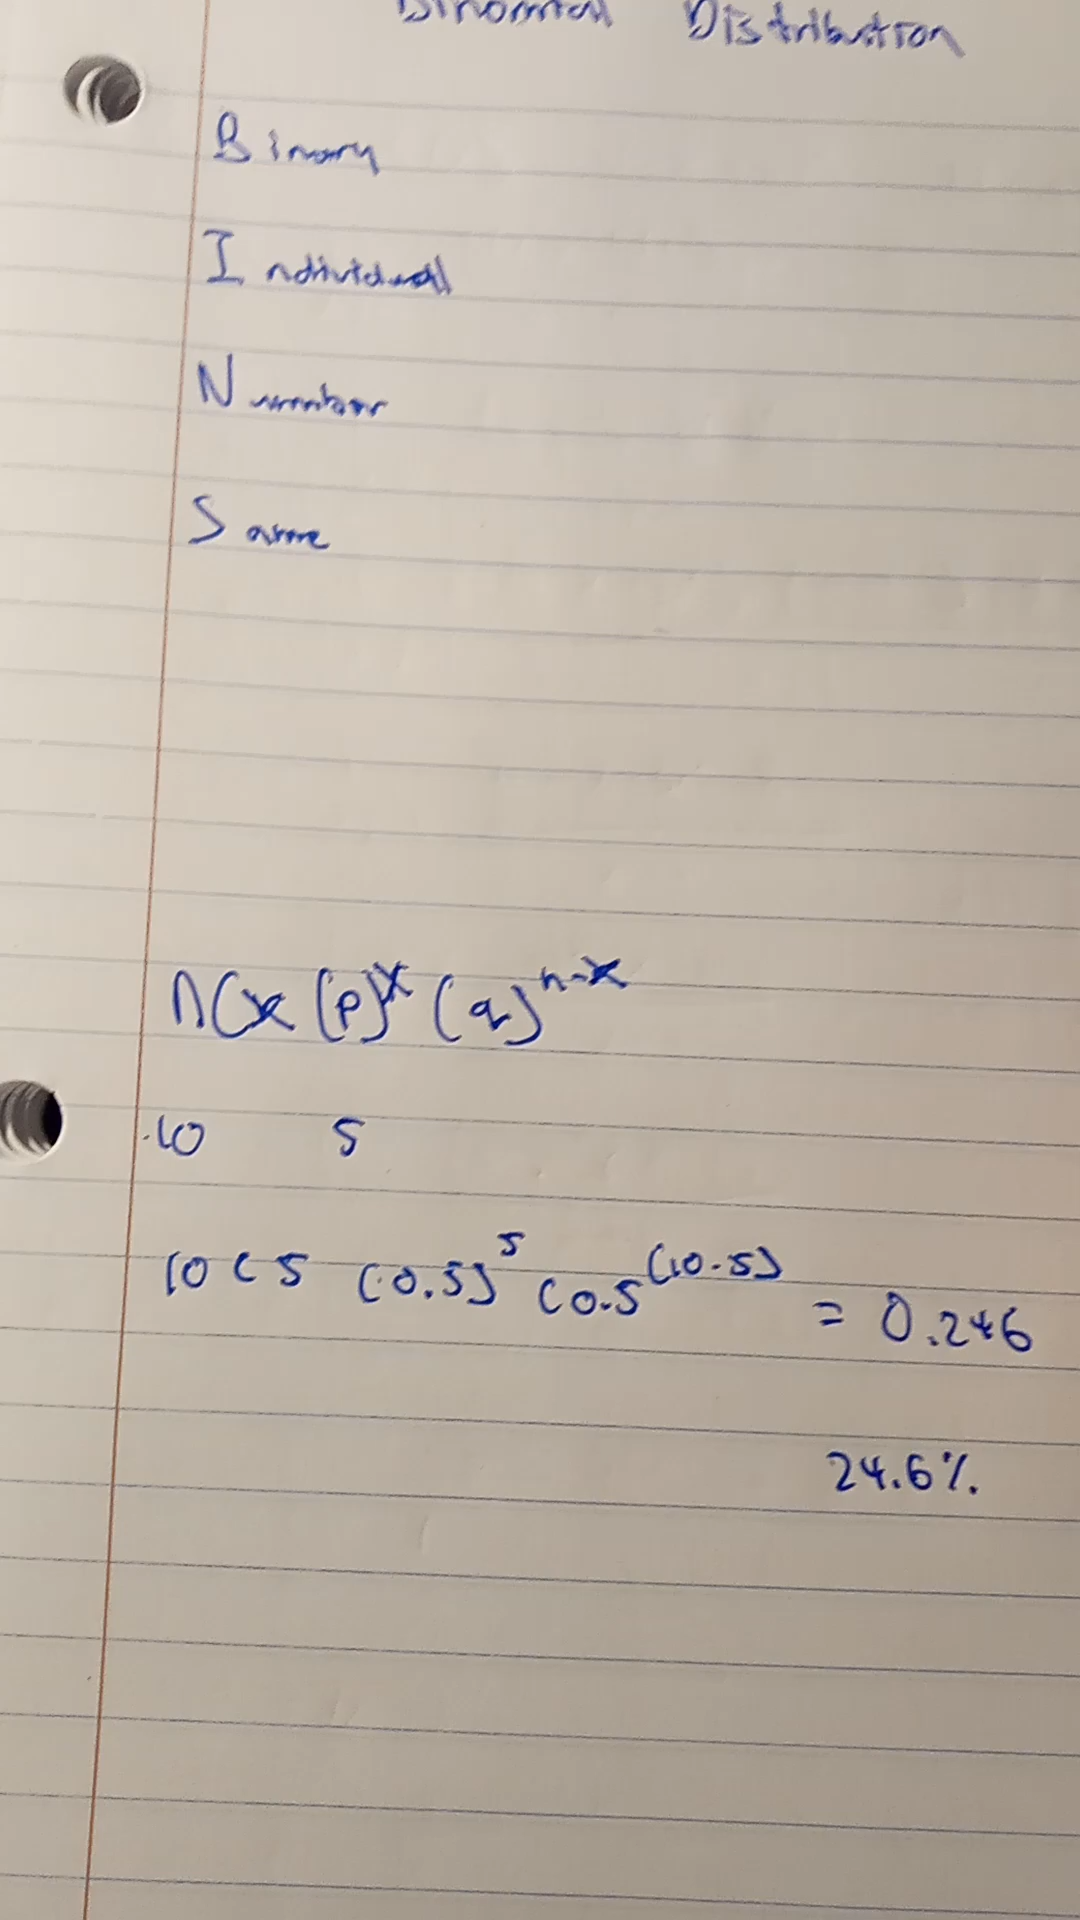 Binomial Distribution
Binary
Individual
Number
Same
nCx (p)^x (q)^n-x
10 5
10C5 (0.5)^5 (0.5^(10-5) = 0.246
24.6%